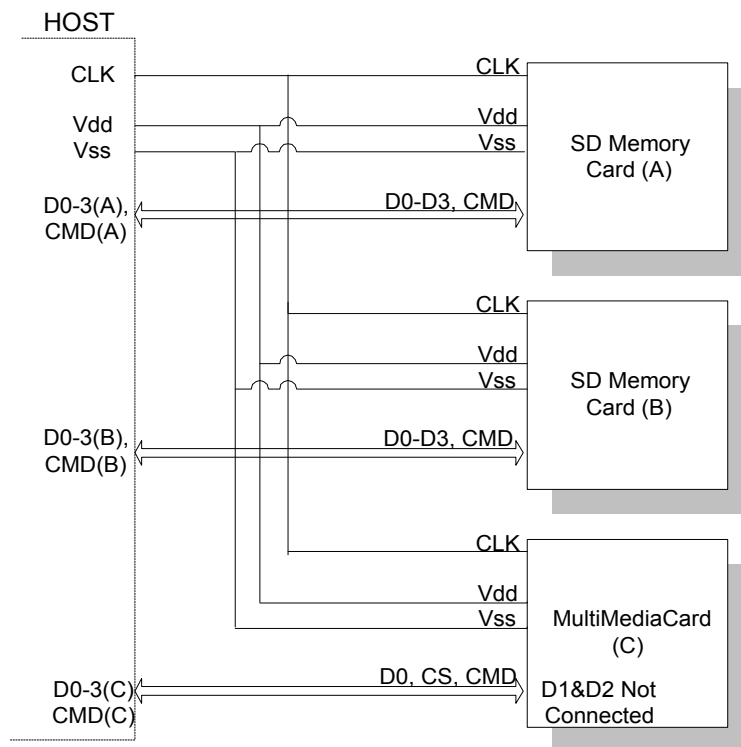 HOST
CLK
CLK
Vdd
Vdd
Vss
Vss
SD Memory
Card (A)
D0-3(A),
CMD(A)
D0-D3, CMD
CLK
Vdd
Vss
SD Memory
Card (B)
D0-3(B),
CMD(B)
D0-D3, CMD
CLK
Vdd
Vss
MultiMediaCard
(C)
D0-3(C)
CMD(C)
D0, CS, CMD
D1&D2 Not
Connected